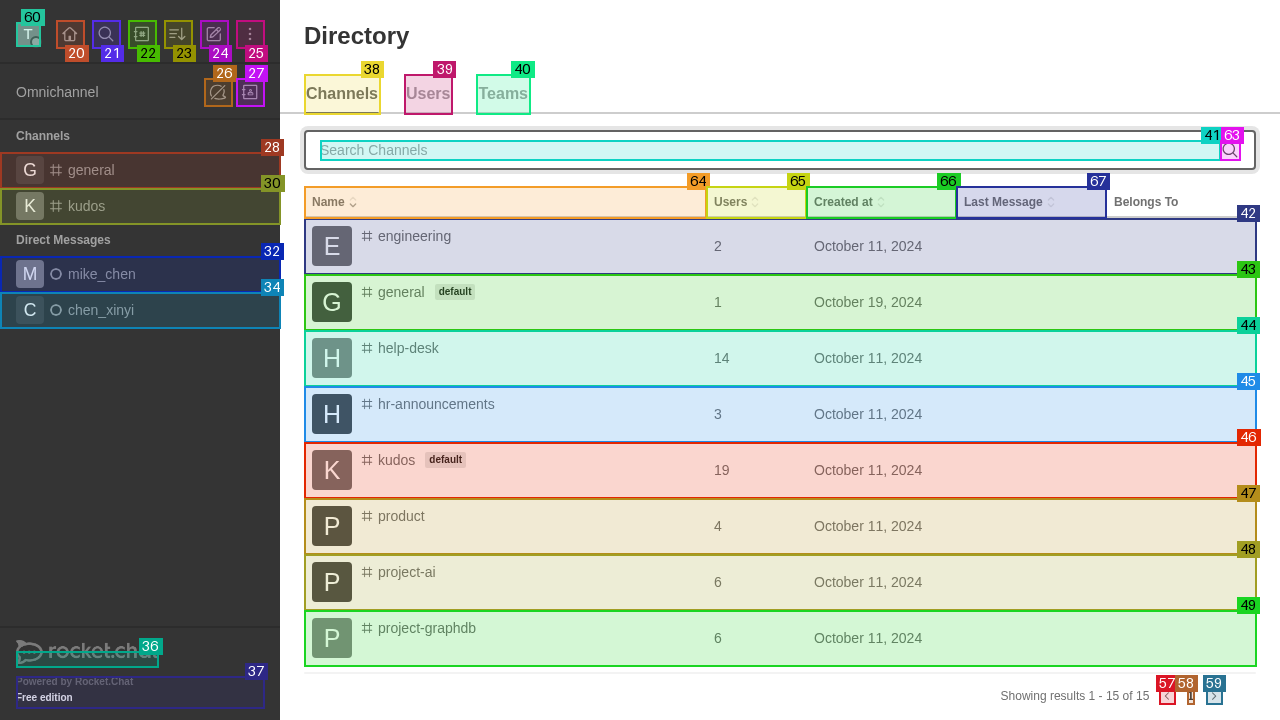 60
T
20
21
22
23
24
25
26
27
Omnichannel
Channels
28
G general
30
K kudos
Direct Messages
32
M mike_chen
34
C chen_xinyi
36
rocket.chat
37
Powered by Rocket.Chat
Free edition
Directory
38
39
40
Channels Users Teams
41
63
Search Channels
64
65
66
67
Name Users Created at Last Message Belongs To
42
E engineering 2 October 11, 2024
43
G general default 1 October 19, 2024
44
H help-desk 14 October 11, 2024
45
H hr-announcements 3 October 11, 2024
46
K kudos default 19 October 11, 2024
47
P product 4 October 11, 2024
48
P project-ai 6 October 11, 2024
49
P project-graphdb 6 October 11, 2024
57
58
59
Showing results 1 - 15 of 15 1